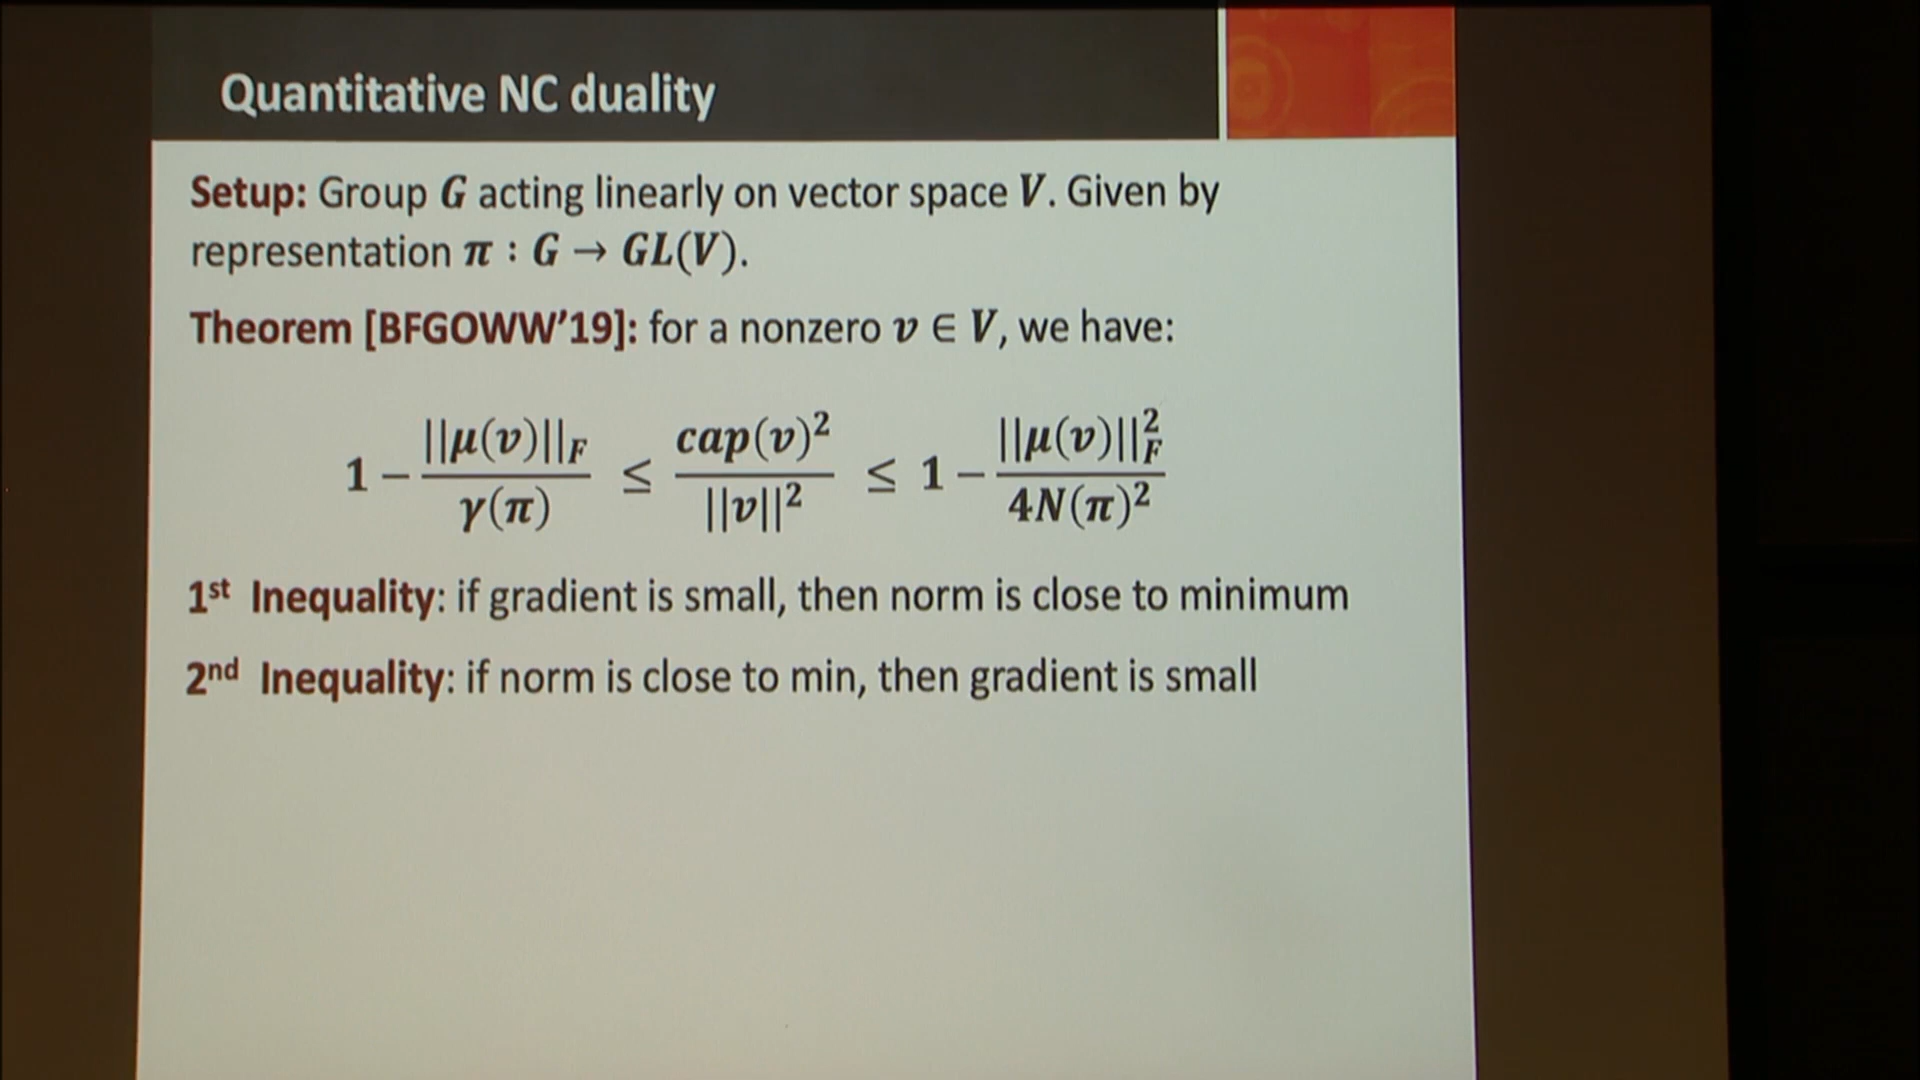 Quantitative NC duality
Setup: Group G acting linearly on vector space V. Given by
representation π : G → GL(V).
Theorem [BFGOWW'19]: for a nonzero v ∈ V, we have:
1 − ||μ(v)||_F / γ(π) ≤ cap(v)² / ||v||² ≤ 1 − ||μ(v)||²_F / 4N(π)²
1st Inequality: if gradient is small, then norm is close to minimum
2nd Inequality: if norm is close to min, then gradient is small